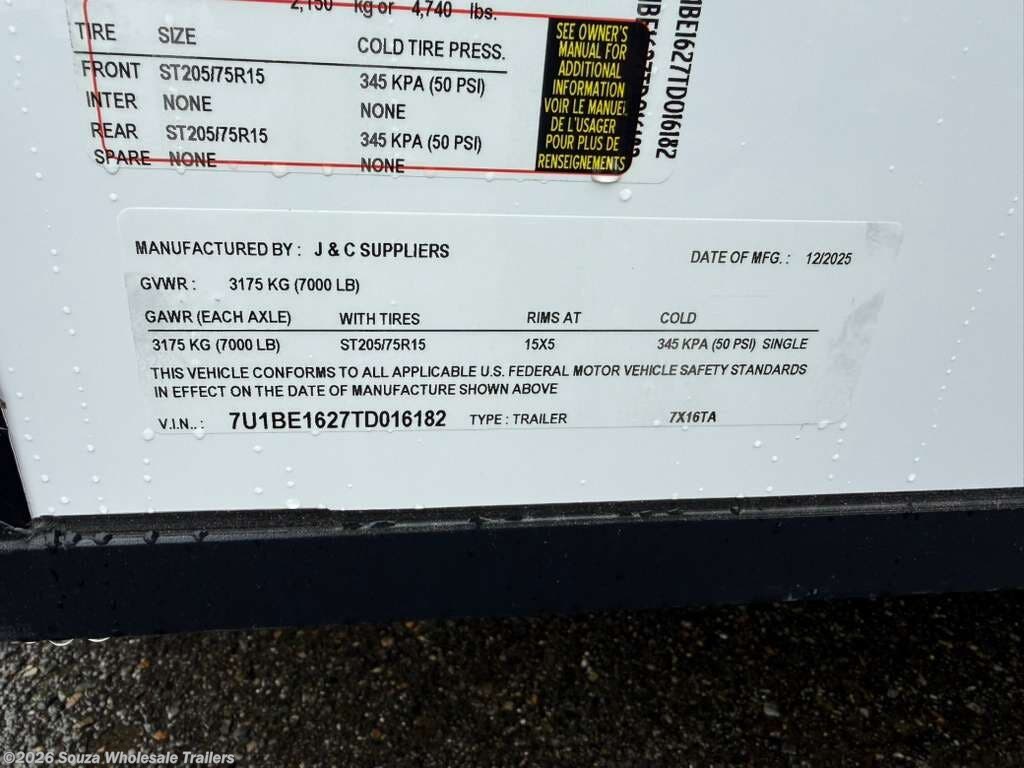 2,150 kg or 4,740 lbs.
TIRE SIZE COLD TIRE PRESS.
FRONT ST205/75R15 345 KPA (50 PSI)
INTER NONE NONE
REAR ST205/75R15 345 KPA (50 PSI)
SPARE NONE NONE
SEE OWNER'S
MANUAL FOR
ADDITIONAL
INFORMATION
VOIR LE MANUEL
DE L'USAGER
POUR PLUS DE
RENSEIGNEMENTS
1BE1627TD016182
MANUFACTURED BY : J & C SUPPLIERS DATE OF MFG. : 12/2025
GVWR : 3175 KG (7000 LB)
GAWR (EACH AXLE) WITH TIRES RIMS AT COLD
3175 KG (7000 LB) ST205/75R15 15X5 345 KPA (50 PSI) SINGLE
THIS VEHICLE CONFORMS TO ALL APPLICABLE U.S. FEDERAL MOTOR VEHICLE SAFETY STANDARDS
IN EFFECT ON THE DATE OF MANUFACTURE SHOWN ABOVE
V.I.N.. : 7U1BE1627TD016182 TYPE : TRAILER 7X16TA
©2026 Souza Wholesale Trailers